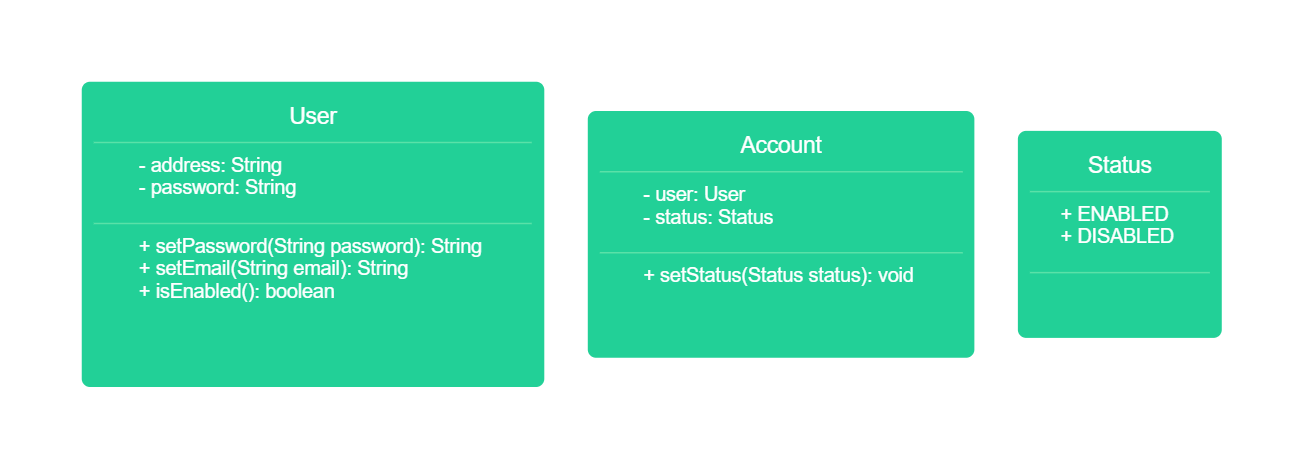 User
- address: String
- password: String
+ setPassword(String password): String
+ setEmail(String email): String
+ isEnabled(): boolean
Account
- user: User
- status: Status
+ setStatus(Status status): void
Status
+ ENABLED
+ DISABLED